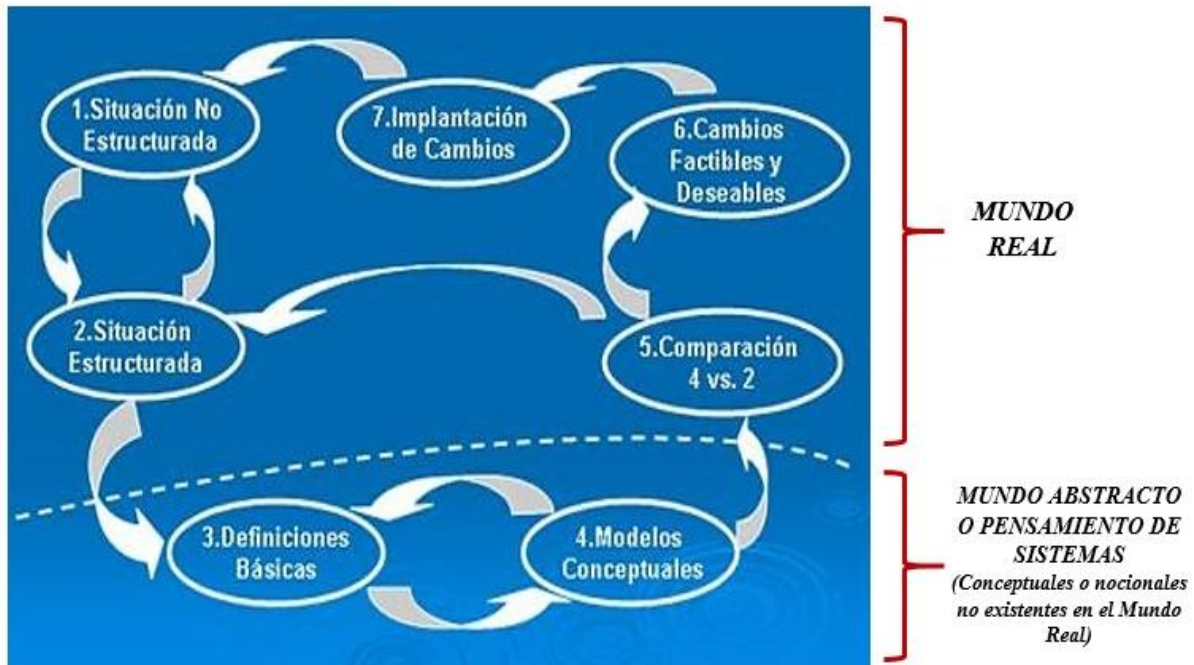 1.Situación No
Estructurada
7.Implantación
de Cambios
6.Cambios
Factibles y
Deseables
MUNDO
REAL
2.Situación
Estructurada
5.Comparación
4 vs. 2
3.Definiciones
Básicas
4.Modelos
Conceptuales
MUNDO ABSTRACTO
O PENSAMIENTO DE
SISTEMAS
(Conceptuales o nocionales
no existentes en el Mundo
Real)